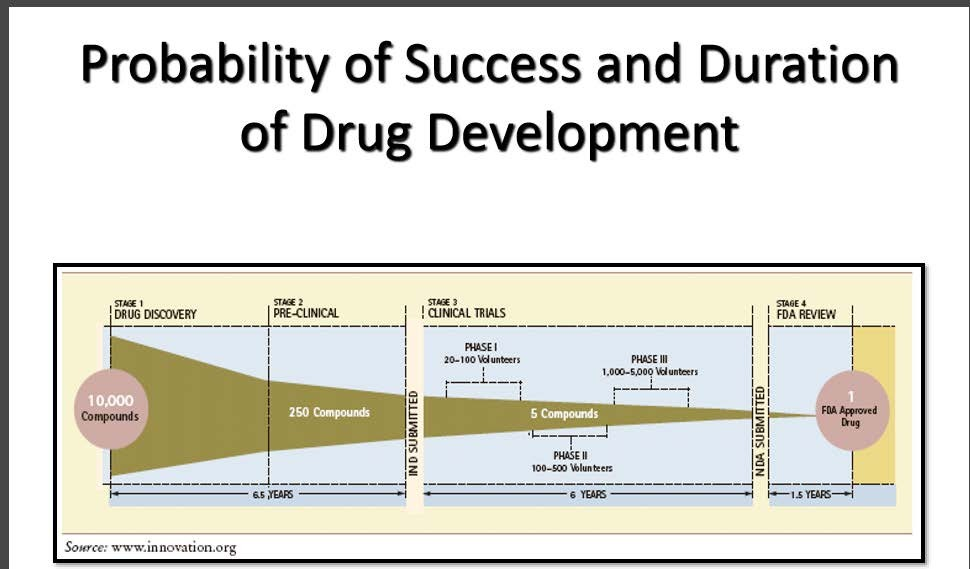 Probability of Success and Duration
of Drug Development
STAGE 1
DRUG DISCOVERY
STAGE 2
PRE-CLINICAL
STAGE 3
CLINICAL TRIALS
STAGE 4
FDA REVIEW
PHASE I
20–100 Volunteers
PHASE III
1,000–5,000 Volunteers
10,000
Compounds
250 Compounds
IND SUBMITTED
5 Compounds
NDA SUBMITTED
1
FDA Approved
Drug
PHASE II
100–500 Volunteers
6.5 YEARS
6 YEARS
1.5 YEARS
Source: www.innovation.org